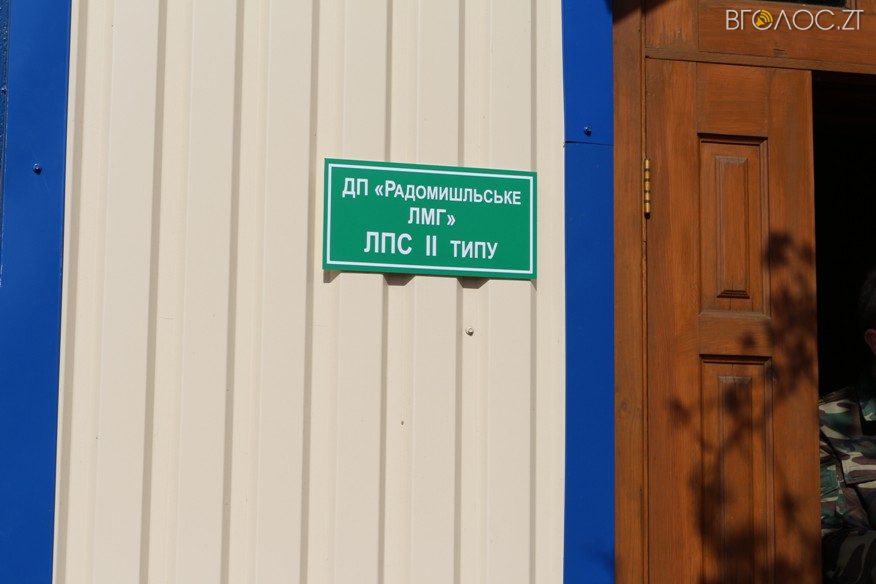 ВГОЛОС.ZT
ДП «РАДОМИШЛЬСЬКЕ
ЛМГ»
ЛПС II ТИПУ